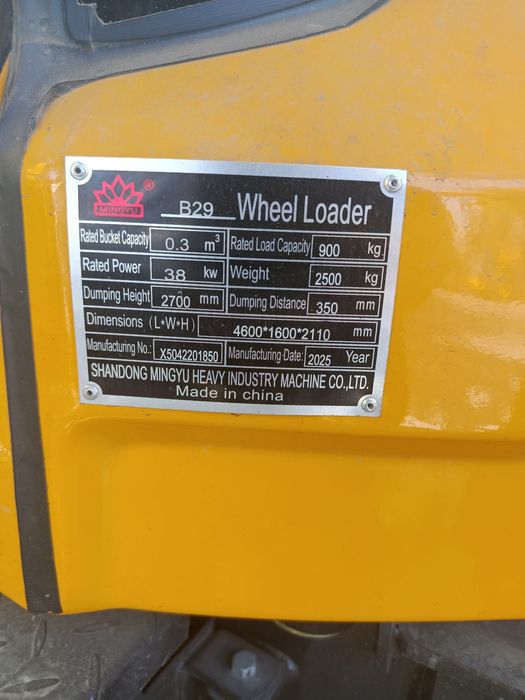 MINGYU ®
B29 Wheel Loader
Rated Bucket Capacity 0.3 m³ Rated Load Capacity 900 kg
Rated Power 38 kw Weight 2500 kg
Dumping Height 2700 mm Dumping Distance 350 mm
Dimensions (L*W*H) 4600*1600*2110 mm
Manufacturing No.: X5042201850 Manufacturing-Date: 2025 Year
SHANDONG MINGYU HEAVY INDUSTRY MACHINE CO.,LTD.
Made in china